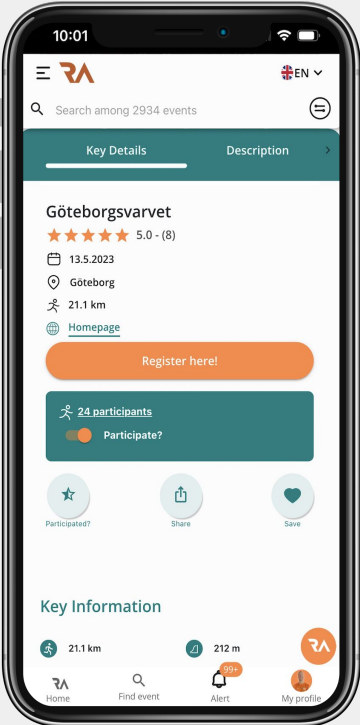 10:01
RA
EN
Search among 2934 events
Key Details Description
Göteborgsvarvet
5.0 - (8)
13.5.2023
Göteborg
21.1 km
Homepage
Register here!
24 participants
Participate?
Participated? Share Save
Key Information
21.1 km 212 m
RA
99+
RA
Home Find event Alert My profile